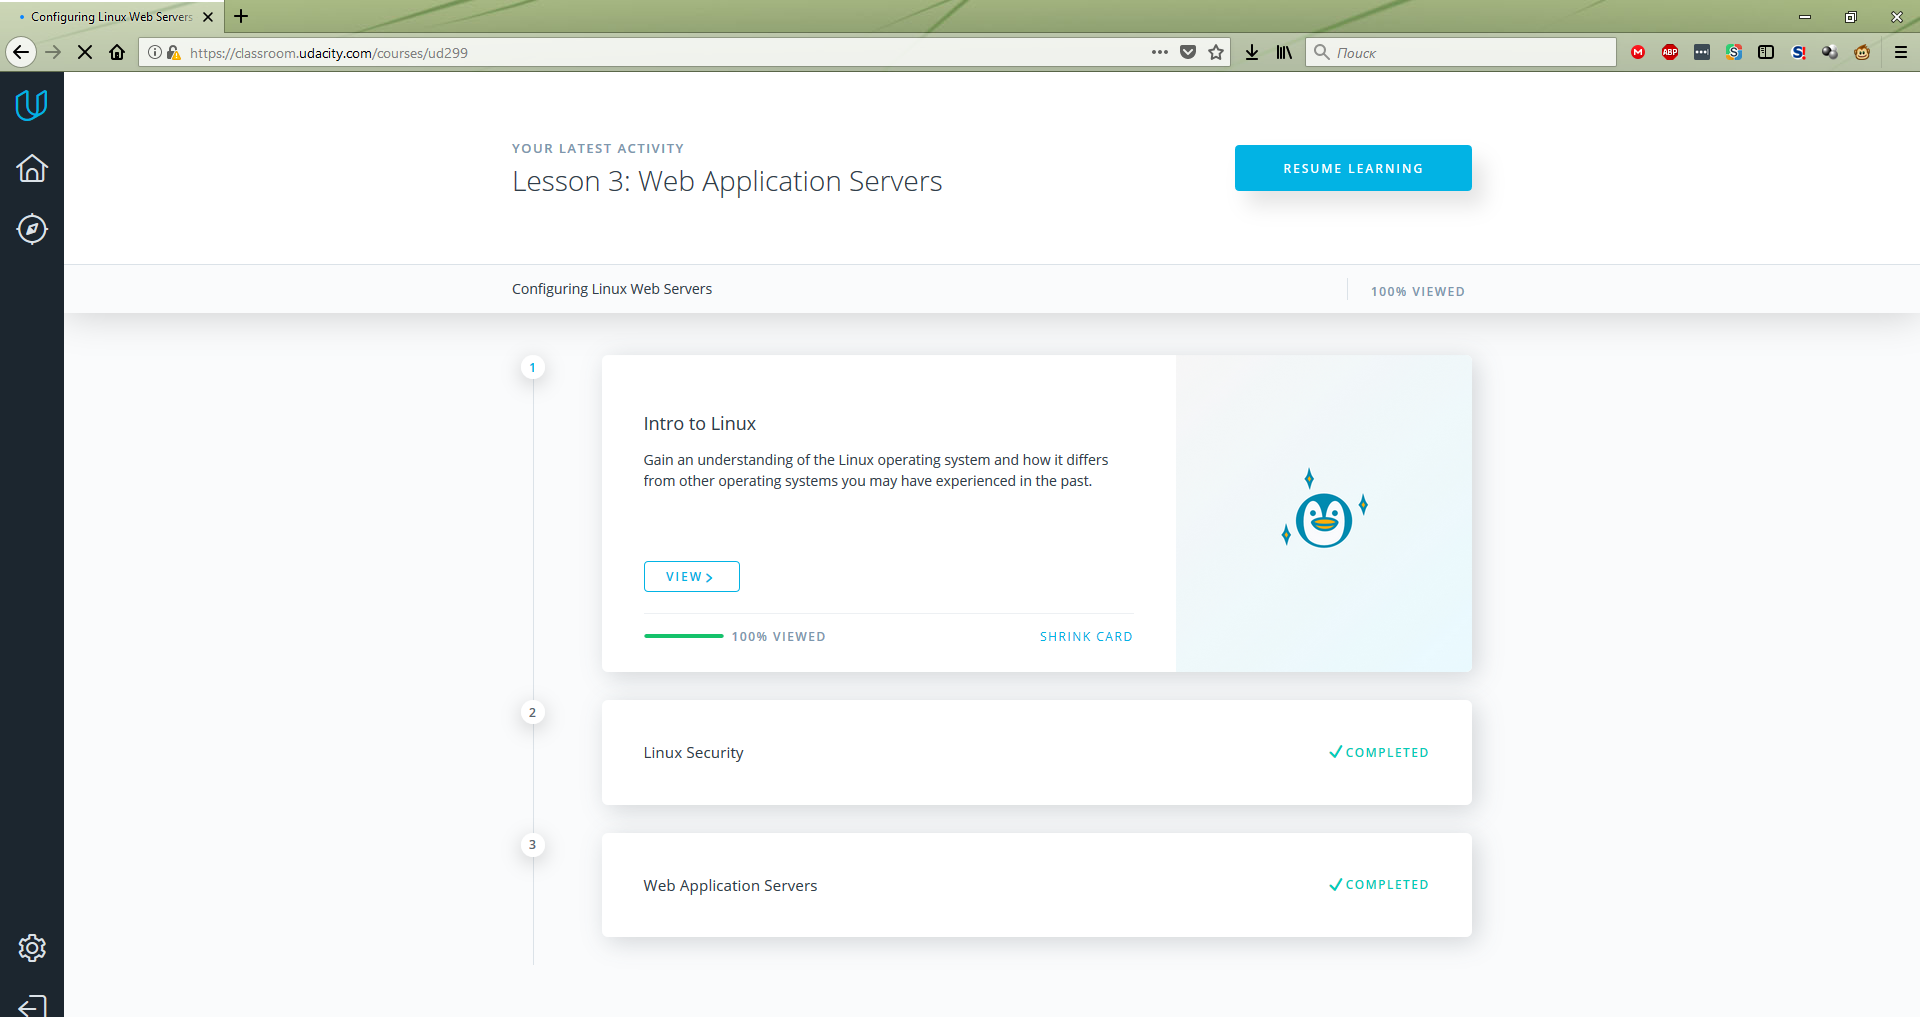 Configuring Linux Web Servers
https://classroom.udacity.com/courses/ud299
Поиск
M
ABP
S
S!
YOUR LATEST ACTIVITY
Lesson 3: Web Application Servers
RESUME LEARNING
Configuring Linux Web Servers
100% VIEWED
1
Intro to Linux
Gain an understanding of the Linux operating system and how it differs
from other operating systems you may have experienced in the past.
VIEW
100% VIEWED
SHRINK CARD
2
Linux Security
COMPLETED
3
Web Application Servers
COMPLETED